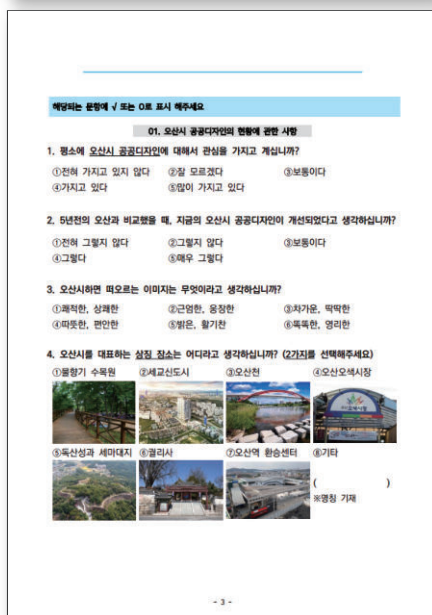 해당되는 문항에 √ 또는 O로 표시 해주세요
01. 오산시 공공디자인의 현황에 관한 사항
1. 평소에 오산시 공공디자인에 대해서 관심을 가지고 계십니까?
①전혀 가지고 있지 않다 ②잘 모르겠다 ③보통이다
④가지고 있다 ⑤많이 가지고 있다
2. 5년전의 오산과 비교했을 때, 지금의 오산시 공공디자인이 개선되었다고 생각하십니까?
①전혀 그렇지 않다 ②그렇지 않다 ③보통이다
④그렇다 ⑤매우 그렇다
3. 오산시하면 떠오르는 이미지는 무엇이라고 생각하십니까?
①쾌적한, 상쾌한 ②근엄한, 웅장한 ③차가운, 딱딱한
④따뜻한, 편안한 ⑤밝은, 활기찬 ⑥똑똑한, 영리한
4. 오산시를 대표하는 상징 장소는 어디라고 생각하십니까? (2가지를 선택해주세요)
①물향기 수목원 ②세교신도시 ③오산천 ④오산오색시장
오색시장
⑤독산성과 세마대지 ⑥궐리사 ⑦오산역 환승센터 ⑧기타
( )
※명칭 기재
- 3 -